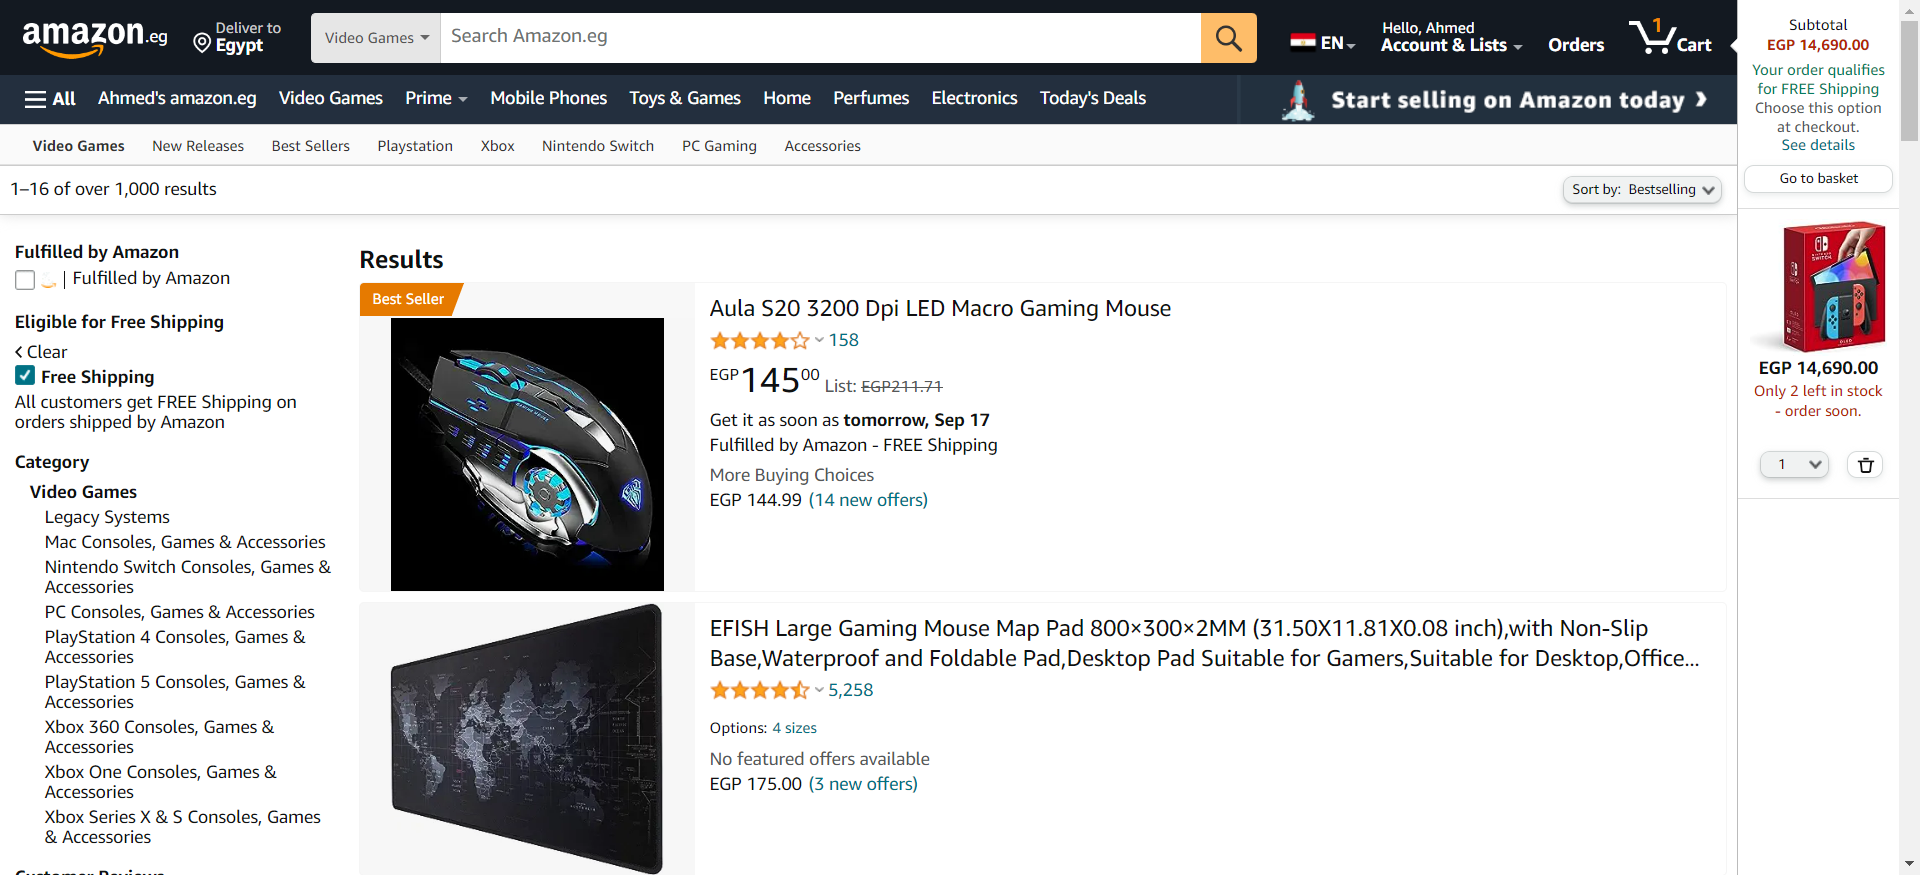 amazon.eg
Deliver to
Egypt
Video Games
Search Amazon.eg
EN
Hello, Ahmed
Account & Lists
Orders
1
Cart
All
Ahmed's amazon.eg
Video Games
Prime
Mobile Phones
Toys & Games
Home
Perfumes
Electronics
Today's Deals
Start selling on Amazon today ❯
Video Games
New Releases
Best Sellers
Playstation
Xbox
Nintendo Switch
PC Gaming
Accessories
1–16 of over 1,000 results
Sort by: Bestselling
Fulfilled by Amazon
| Fulfilled by Amazon
Eligible for Free Shipping
Clear
Free Shipping
All customers get FREE Shipping on
orders shipped by Amazon
Category
Video Games
Legacy Systems
Mac Consoles, Games & Accessories
Nintendo Switch Consoles, Games &
Accessories
PC Consoles, Games & Accessories
PlayStation 4 Consoles, Games &
Accessories
PlayStation 5 Consoles, Games &
Accessories
Xbox 360 Consoles, Games &
Accessories
Xbox One Consoles, Games &
Accessories
Xbox Series X & S Consoles, Games
& Accessories
Customer Reviews
Results
Best Seller
Aula S20 3200 Dpi LED Macro Gaming Mouse
158
EGP14500 List: EGP211.71
Get it as soon as tomorrow, Sep 17
Fulfilled by Amazon - FREE Shipping
More Buying Choices
EGP 144.99 (14 new offers)
EFISH Large Gaming Mouse Map Pad 800×300×2MM (31.50X11.81X0.08 inch),with Non-Slip
Base,Waterproof and Foldable Pad,Desktop Pad Suitable for Gamers,Suitable for Desktop,Office...
5,258
Options: 4 sizes
No featured offers available
EGP 175.00 (3 new offers)
Subtotal
EGP 14,690.00
Your order qualifies
for FREE Shipping
Choose this option
at checkout.
See details
Go to basket
EGP 14,690.00
Only 2 left in stock
- order soon.
1